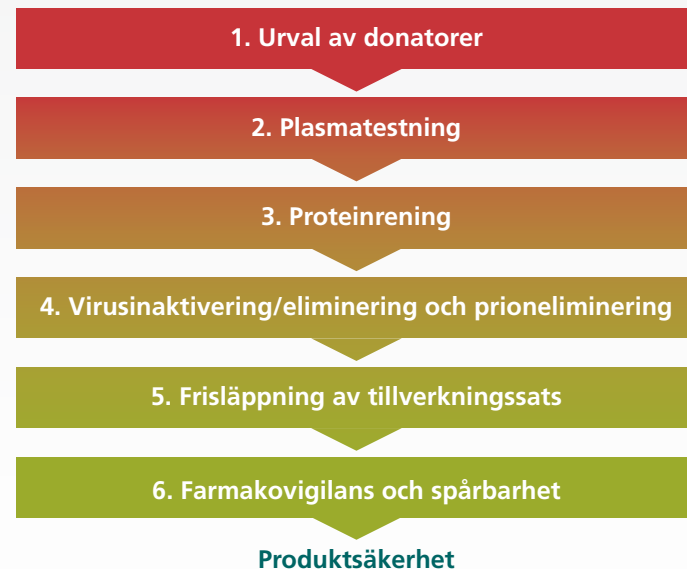 1. Urval av donatorer
2. Plasmatestning
3. Proteinrening
4. Virusinaktivering/eliminering och prioneliminering
5. Frisläppning av tillverkningssats
6. Farmakovigilans och spårbarhet
Produktsäkerhet